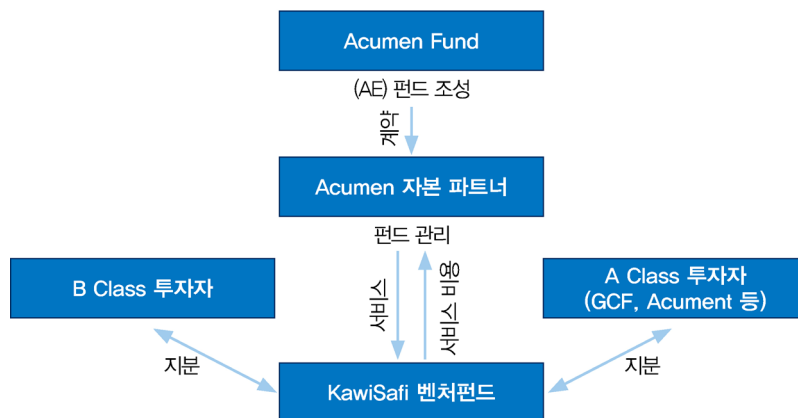 Acumen Fund
(AE) 펀드 조성
계약
Acumen 자본 파트너
펀드 관리
B Class 투자자
서비스
서비스 비용
A Class 투자자
(GCF, Acument 등)
지분
지분
KawiSafi 벤처펀드